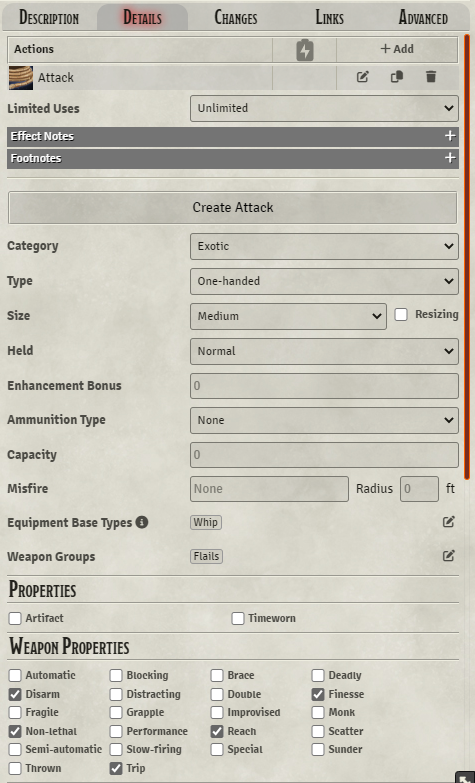 Description Details Changes Links Advanced
Actions + Add
Attack
Limited Uses Unlimited
Effect Notes +
Footnotes +
Create Attack
Category Exotic
Type One-handed
Size Medium Resizing
Held Normal
Enhancement Bonus 0
Ammunition Type None
Capacity 0
Misfire None Radius 0 ft
Equipment Base Types Whip
Weapon Groups Flails
Properties
Artifact Timeworn
Weapon Properties
Automatic Blocking Brace Deadly
Disarm Distracting Double Finesse
Fragile Grapple Improvised Monk
Non-lethal Performance Reach Scatter
Semi-automatic Slow-firing Special Sunder
Thrown Trip